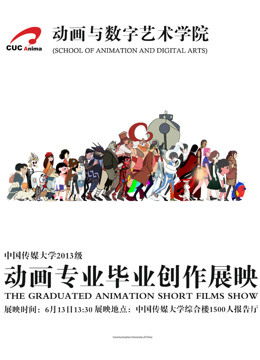 CUC Anima
动画与数字艺术学院
(SCHOOL OF ANIMATION AND DIGITAL ARTS)
中国传媒大学2013级
动画专业毕业创作展映
THE GRADUATED ANIMATION SHORT FILMS SHOW
展映时间：6月13日13:30 展映地点：中国传媒大学综合楼1500人报告厅
Communication University of China